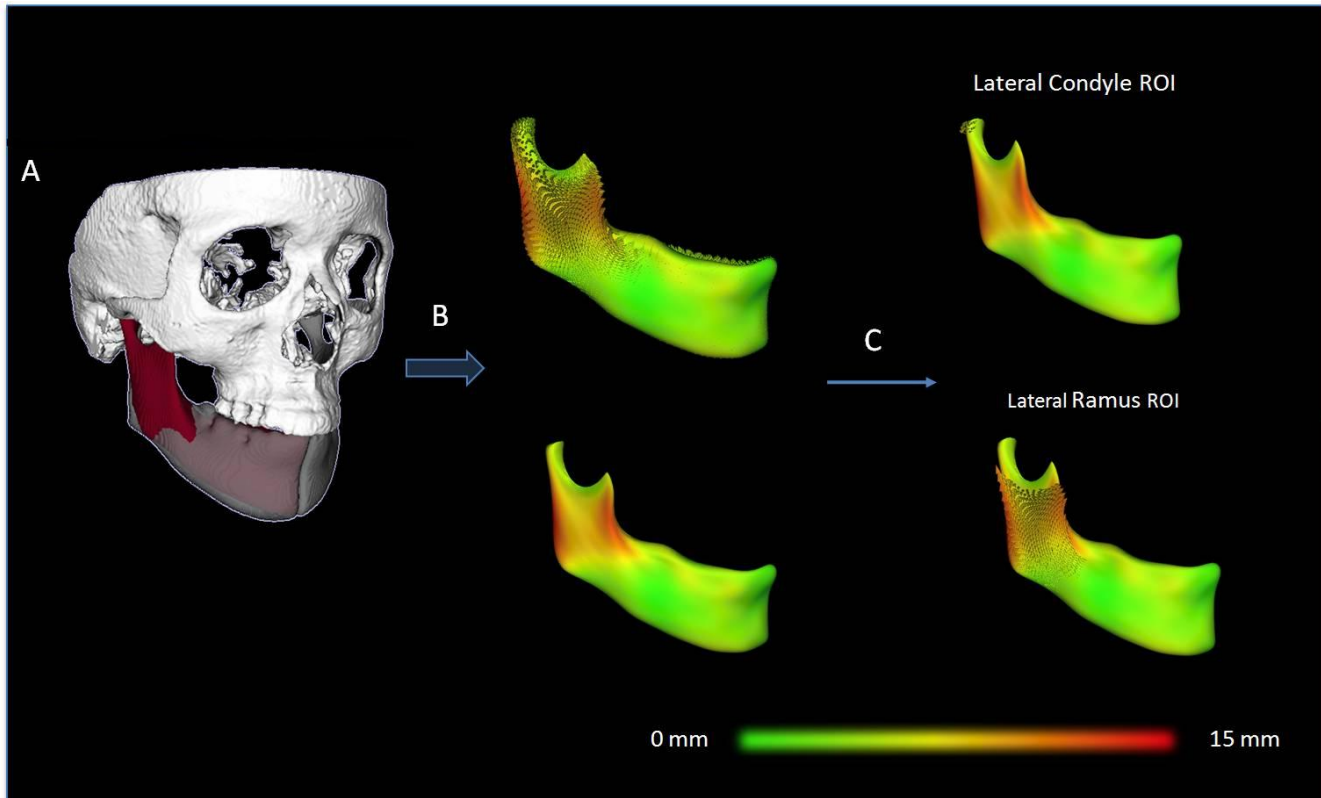 A
B
Lateral Condyle ROI
C
Lateral Ramus ROI
0 mm
15 mm